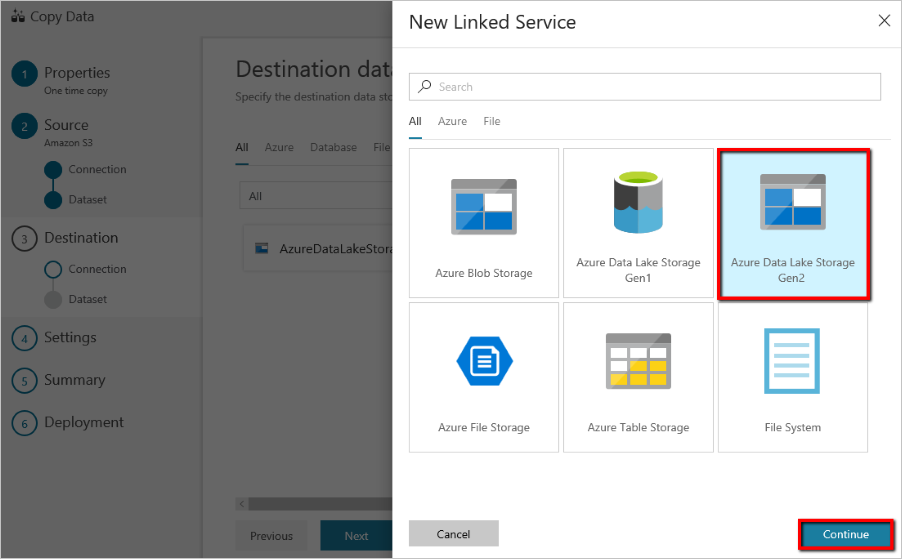 Copy Data
1
Properties
One time copy
2
Source
Amazon S3
Connection
Dataset
3
Destination
Connection
Dataset
4
Settings
5
Summary
6
Deployment
Destination dat
Specify the destination data sto
All Azure Database File
All
AzureDataLakeStora
Previous
Next
New Linked Service
Search
All Azure File
Azure Blob Storage
Azure Data Lake Storage
Gen1
Azure Data Lake Storage
Gen2
Azure File Storage
Azure Table Storage
File System
Cancel
Continue